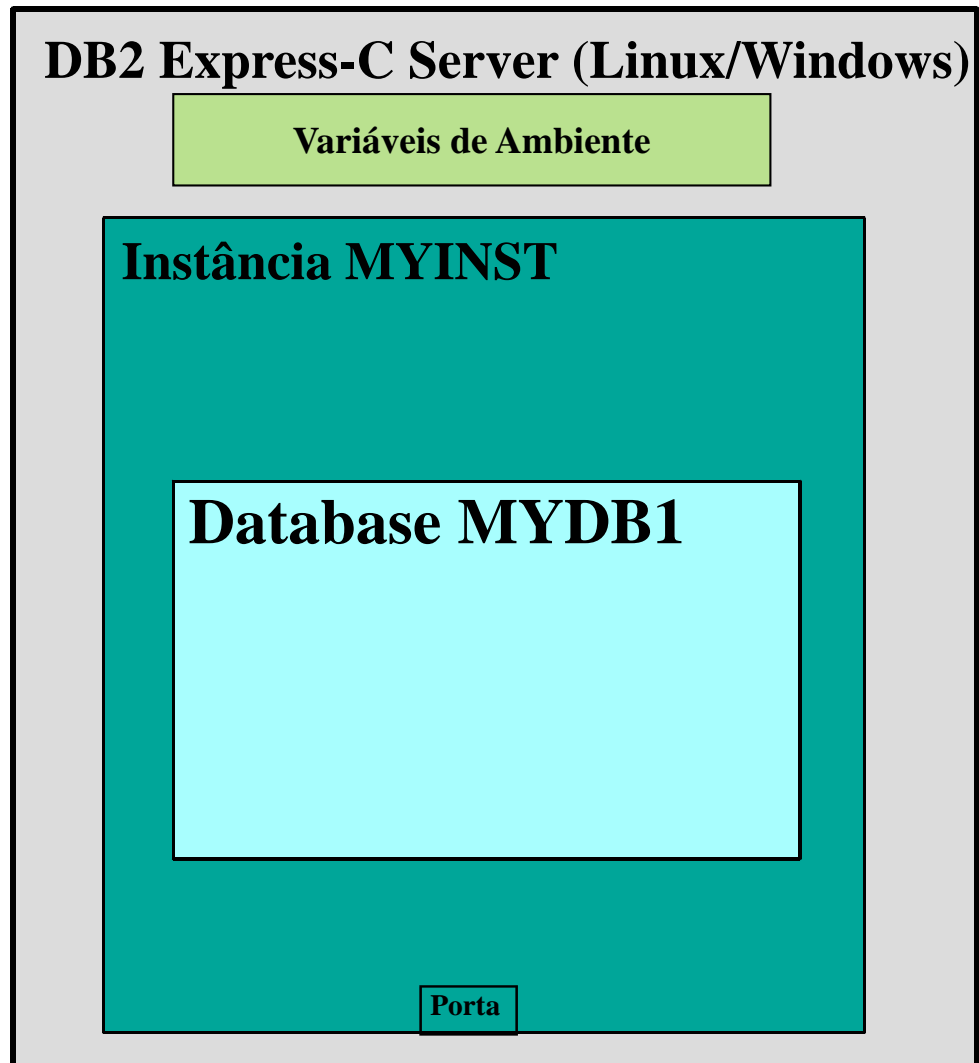 DB2 Express-C Server (Linux/Windows)
Variáveis de Ambiente
Instância MYINST
Database MYDB1
Porta